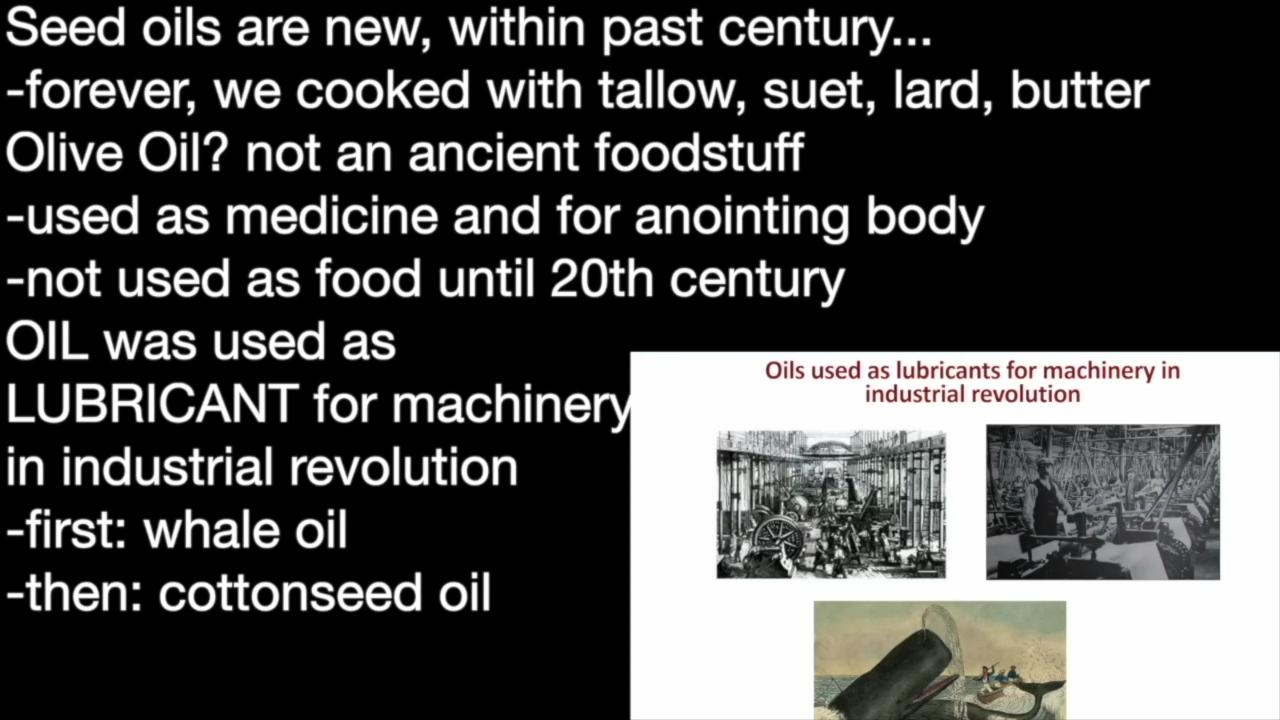 Seed oils are new, within past century...
-forever, we cooked with tallow, suet, lard, butter
Olive Oil? not an ancient foodstuff
-used as medicine and for anointing body
-not used as food until 20th century
OIL was used as
LUBRICANT for machinery
in industrial revolution
-first: whale oil
-then: cottonseed oil
Oils used as lubricants for machinery in
industrial revolution